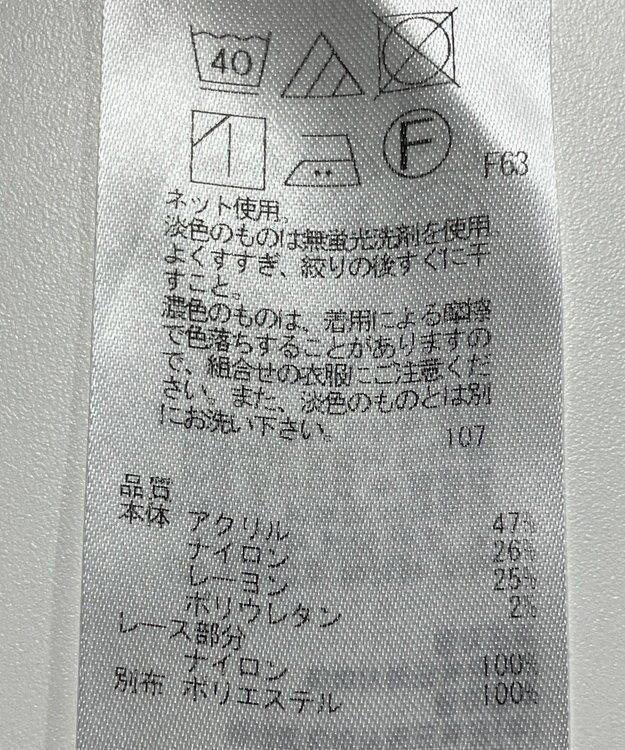 40
F
F63
ネット使用。
淡色のものは無蛍光洗剤を使用
よくすすぎ、絞りの後すぐに干
すこと。
濃色のものは、着用による摩擦
で色落ちすることがありますの
で、組合せの衣服にご注意くだ
さい。また、淡色のものとは別
にお洗い下さい。
107
品質
本体 アクリル 47%
ナイロン 26%
レーヨン 25%
ポリウレタン 2%
レース部分
ナイロン 100%
別布 ポリエステル 100%